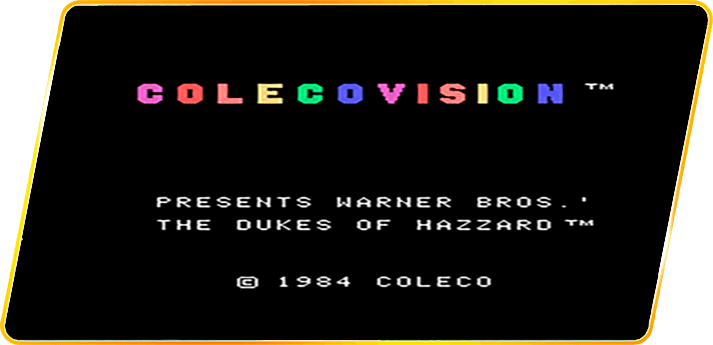 COLECOVISION™
PRESENTS WARNER BROS.'
THE DUKES OF HAZZARD™
© 1984 COLECO